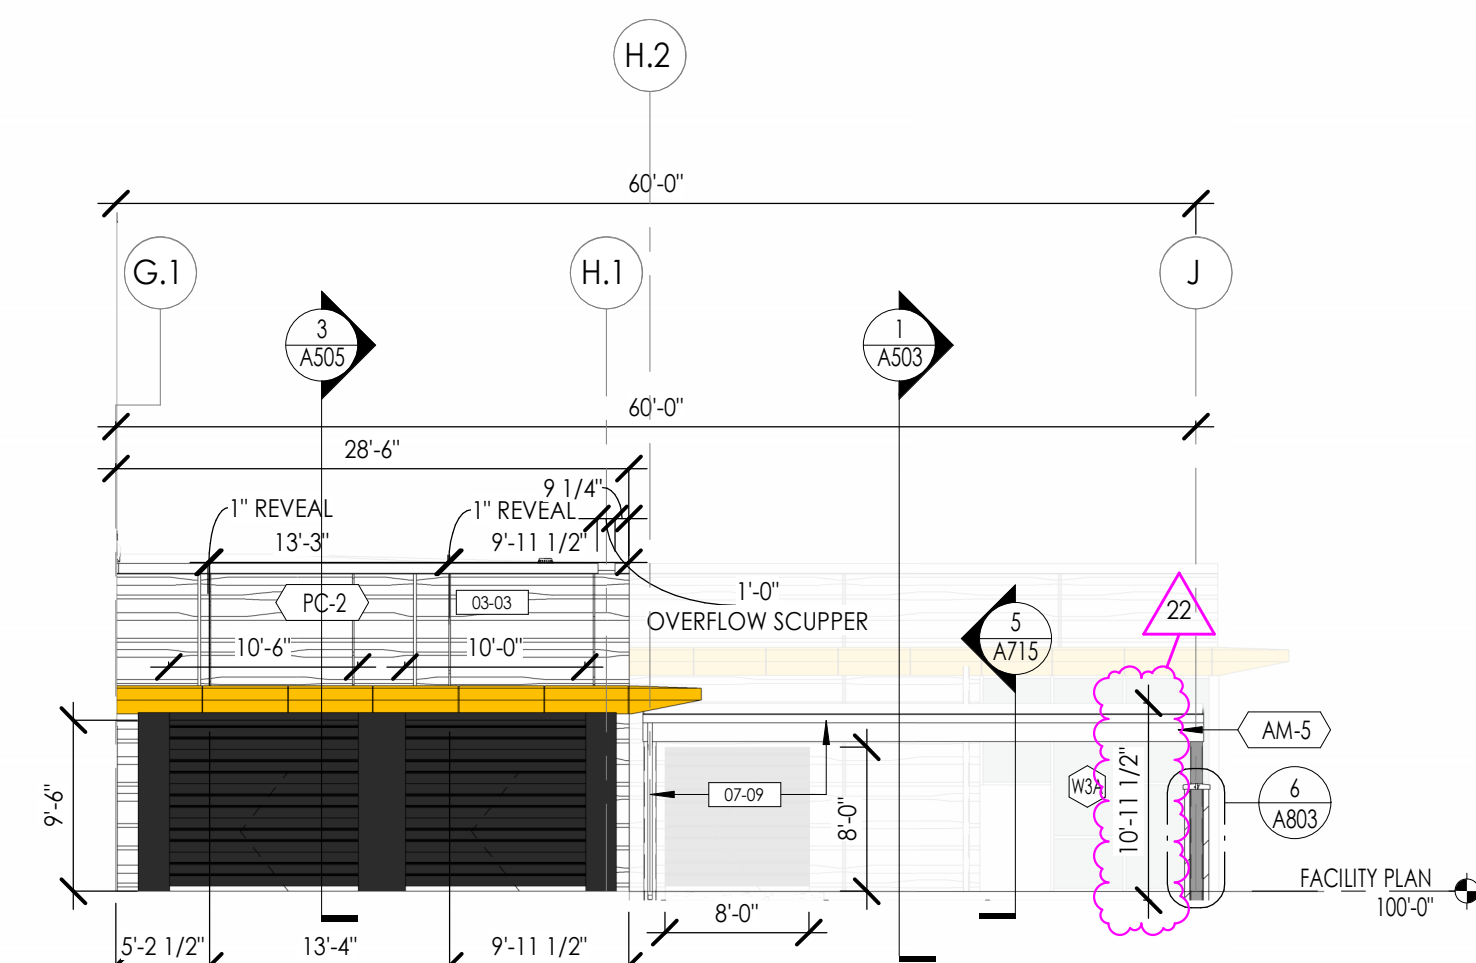 H.2
60'-0"
G.1
H.1
J
3
A505
1
A503
60'-0"
28'-6"
9 1/4"
1" REVEAL
1" REVEAL
13'-3"
9'-11 1/2"
PC-2
03-03
1'-0"
OVERFLOW SCUPPER
22
5
A715
10'-6"
10'-0"
AM-5
9'-6"
07-09
8'-0"
W3A
10'-11 1/2"
6
A803
FACILITY PLAN
100'-0"
8'-0"
5'-2 1/2"
13'-4"
9'-11 1/2"